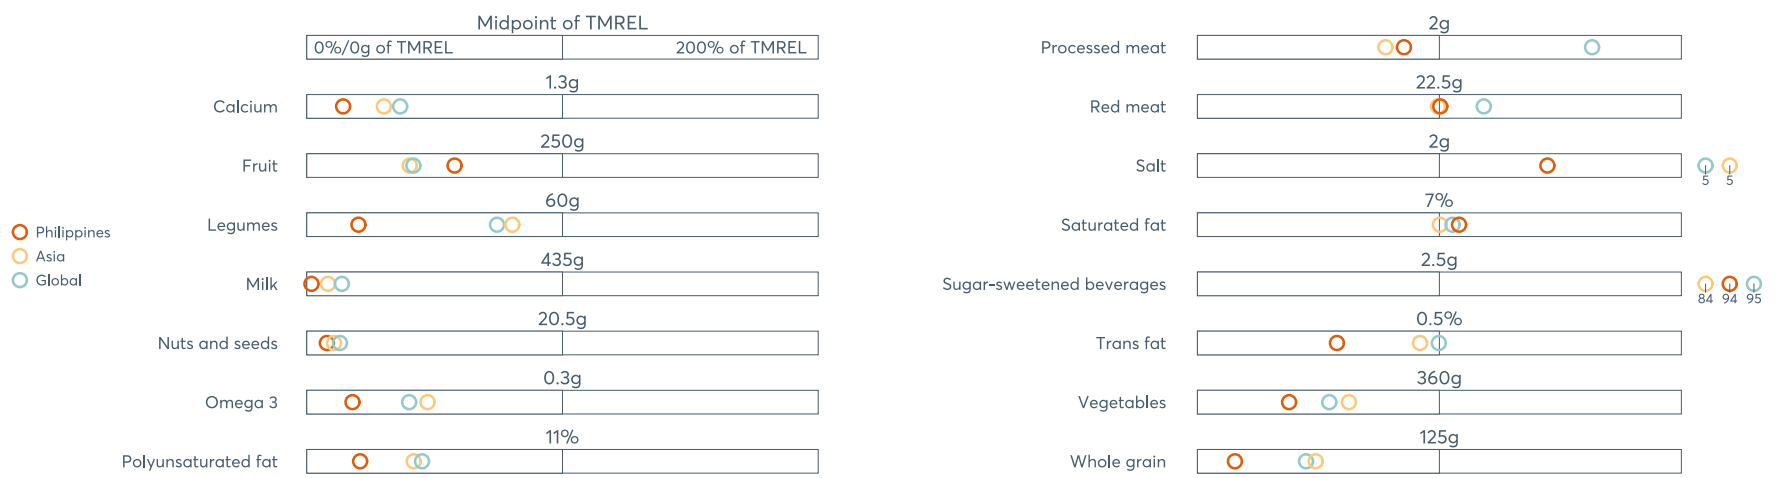 Midpoint of TMREL
0%/0g of TMREL
200% of TMREL
1.3g
Calcium
250g
Fruit
60g
Legumes
435g
Milk
20.5g
Nuts and seeds
0.3g
Omega 3
11%
Polyunsaturated fat
Philippines
Asia
Global
2g
Processed meat
22.5g
Red meat
2g
Salt
5 5
7%
Saturated fat
2.5g
Sugar-sweetened beverages
84 94 95
0.5%
Trans fat
360g
Vegetables
125g
Whole grain